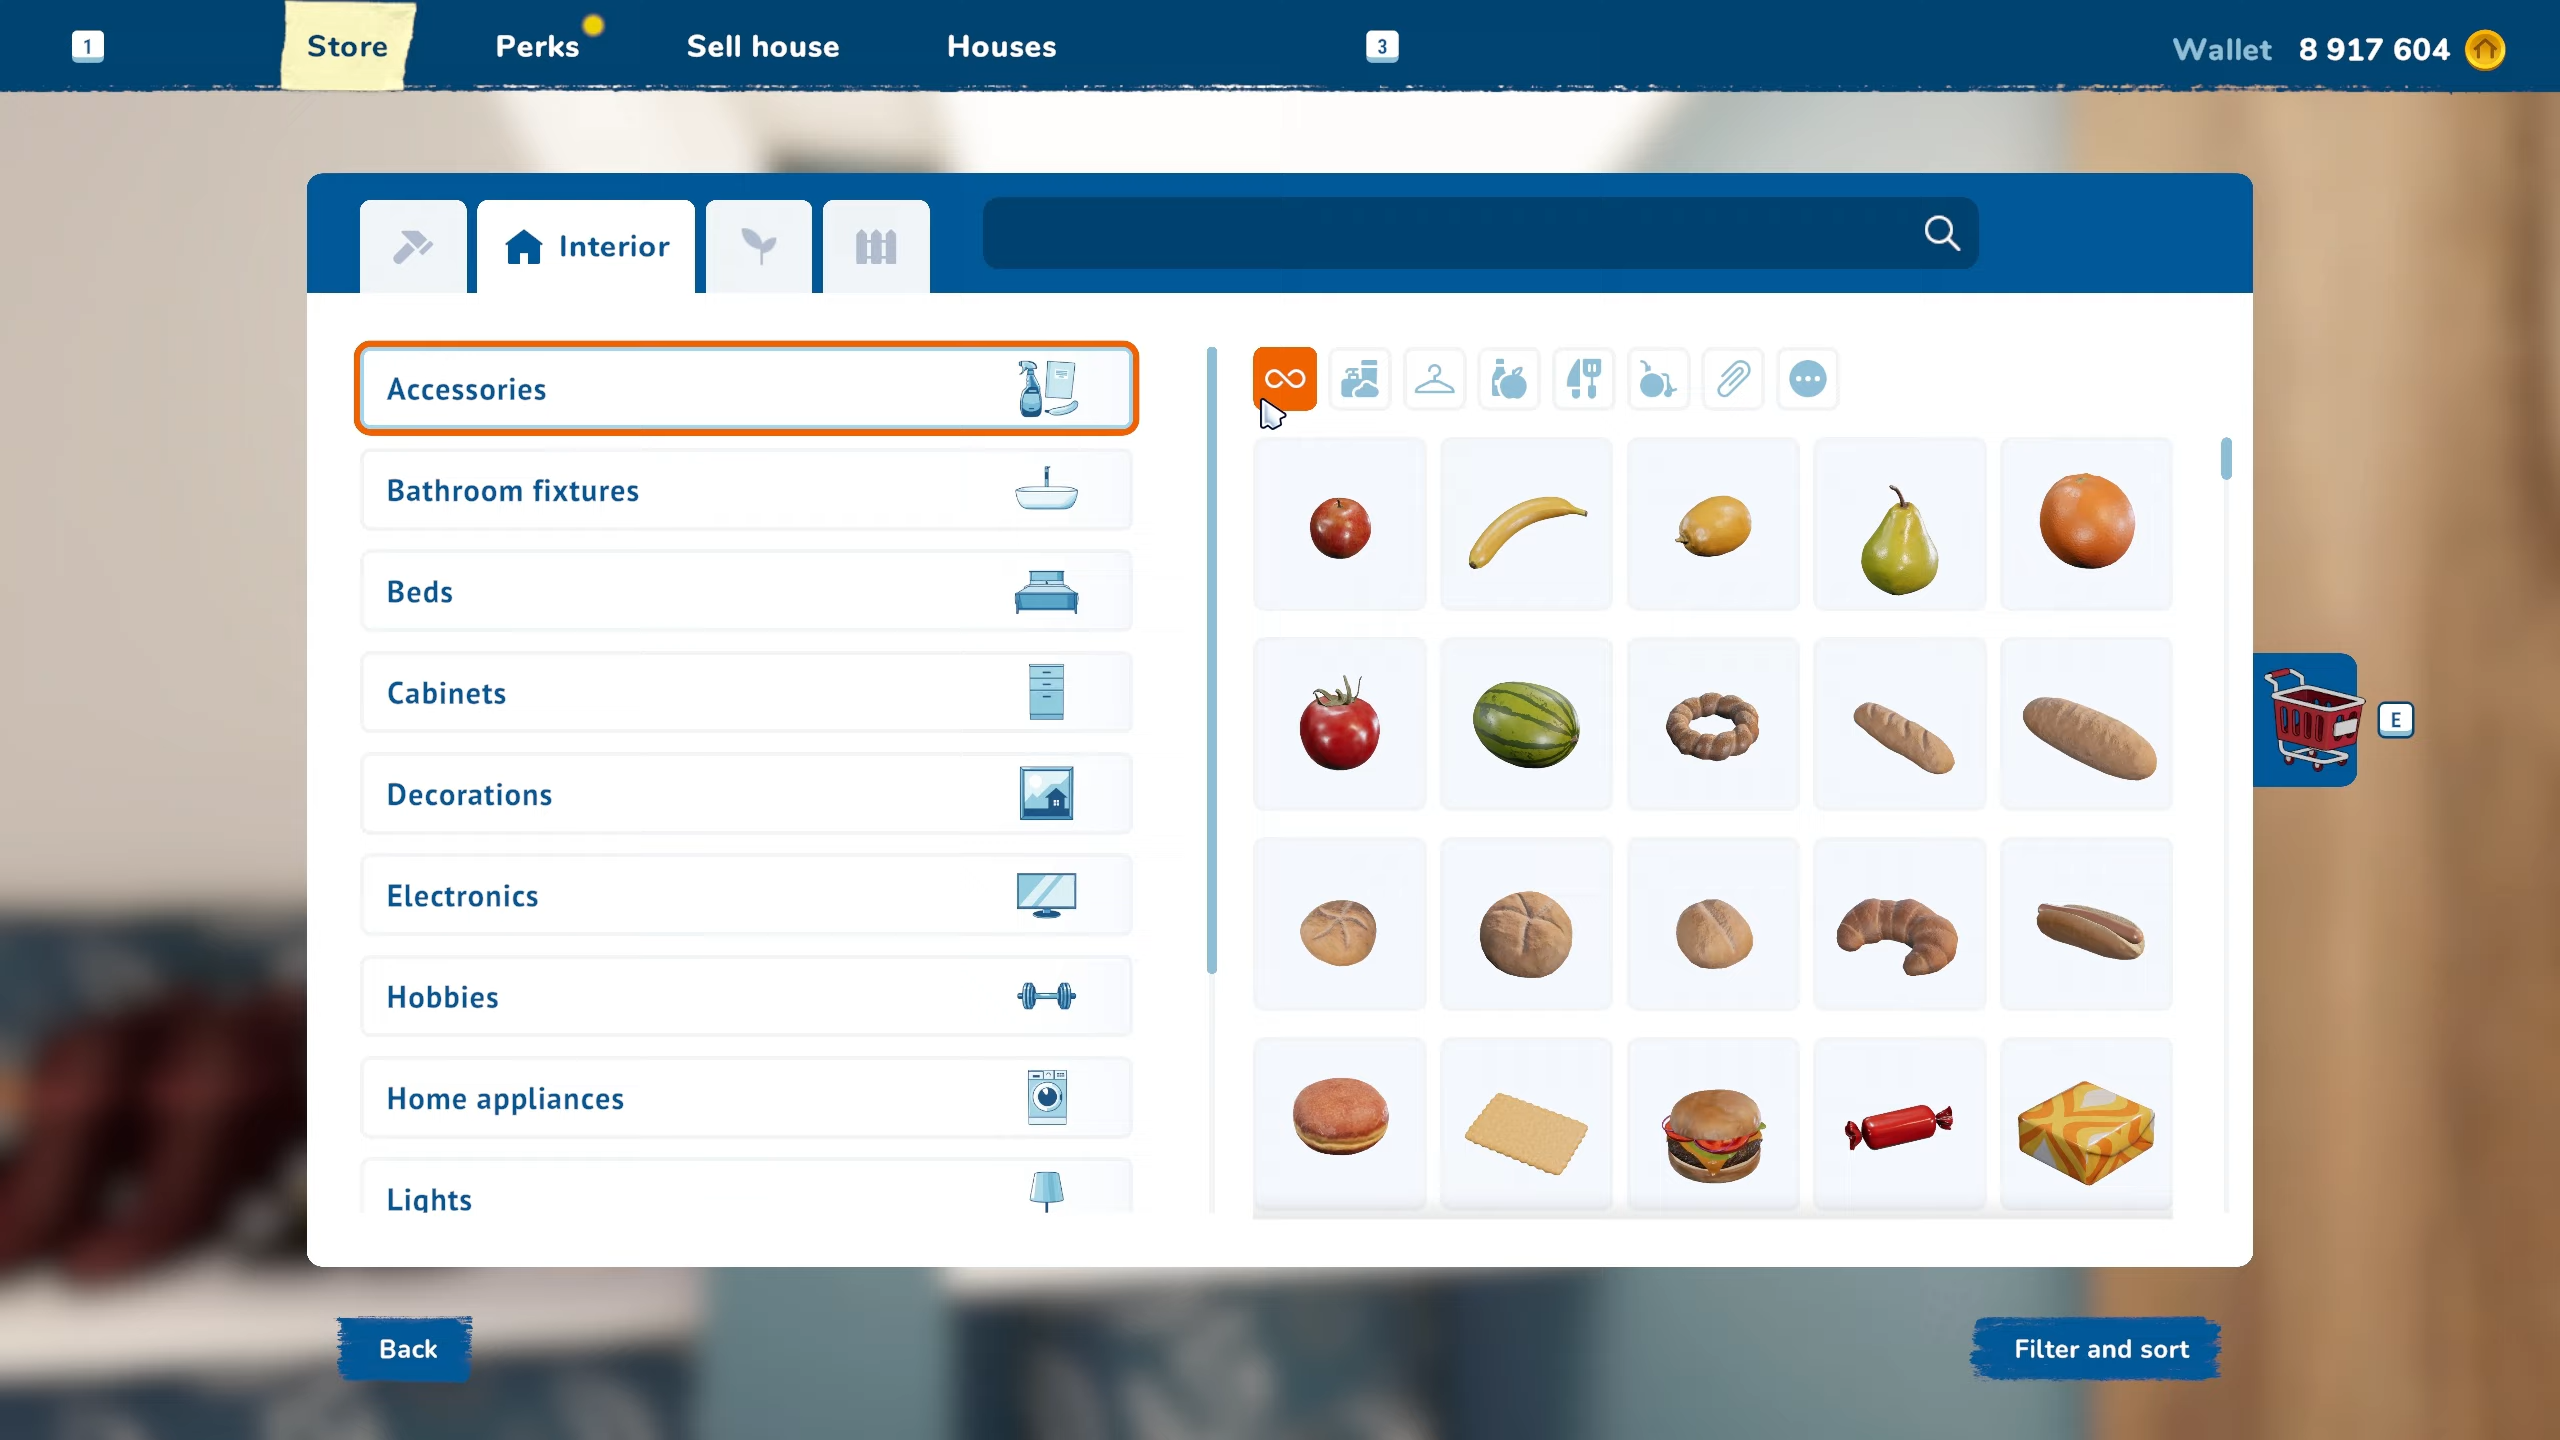 1
Store
Perks
Sell house
Houses
3
Wallet 8 917 604
Interior
Accessories
Bathroom fixtures
Beds
Cabinets
Decorations
Electronics
Hobbies
Home appliances
Lights
E
Back
Filter and sort